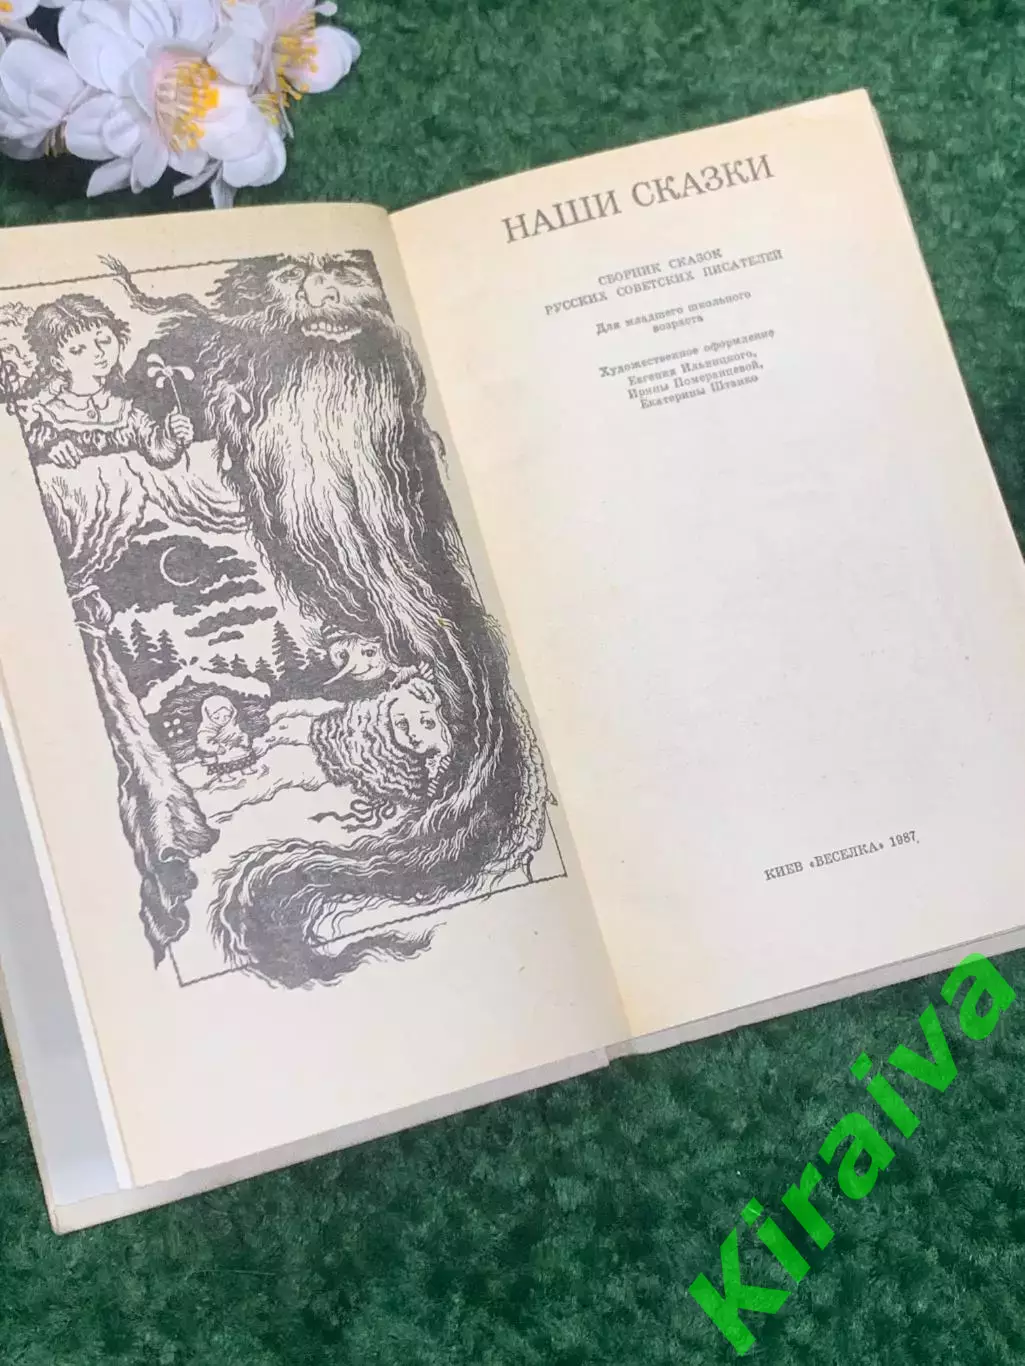 НАШИ СКАЗКИ
СБОРНИК СКАЗОК
РУССКИХ СОВЕТСКИХ ПИСАТЕЛЕЙ
Для младшего школьного
возраста
Художественное оформление
Евгения Ильницкого,
Ирины Померанцевой,
Екатерины Штанко
КИЕВ «ВЕСЕЛКА» 1987
Kiraiva